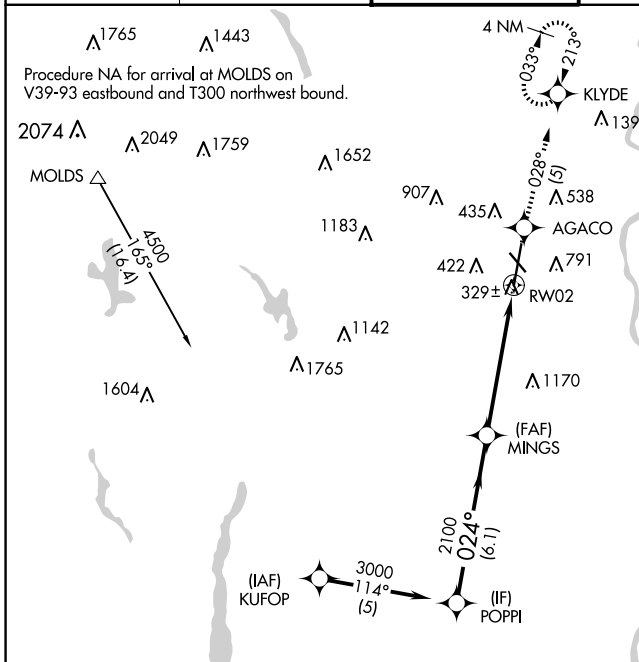 1765
1443
4 NM
033°
213°
Procedure NA for arrival at MOLDS on
V39-93 eastbound and T300 northwest bound.
KLYDE
139
2074
2049
1759
1652
028°
(5)
MOLDS
907
435
538
4500
165°
(16.4)
1183
AGACO
422
791
329±
RW02
1142
1765
1604
1170
(FAF)
MINGS
2100
024°
(6.1)
(IAF)
KUFOP
3000
114°
(5)
(IF)
POPPI